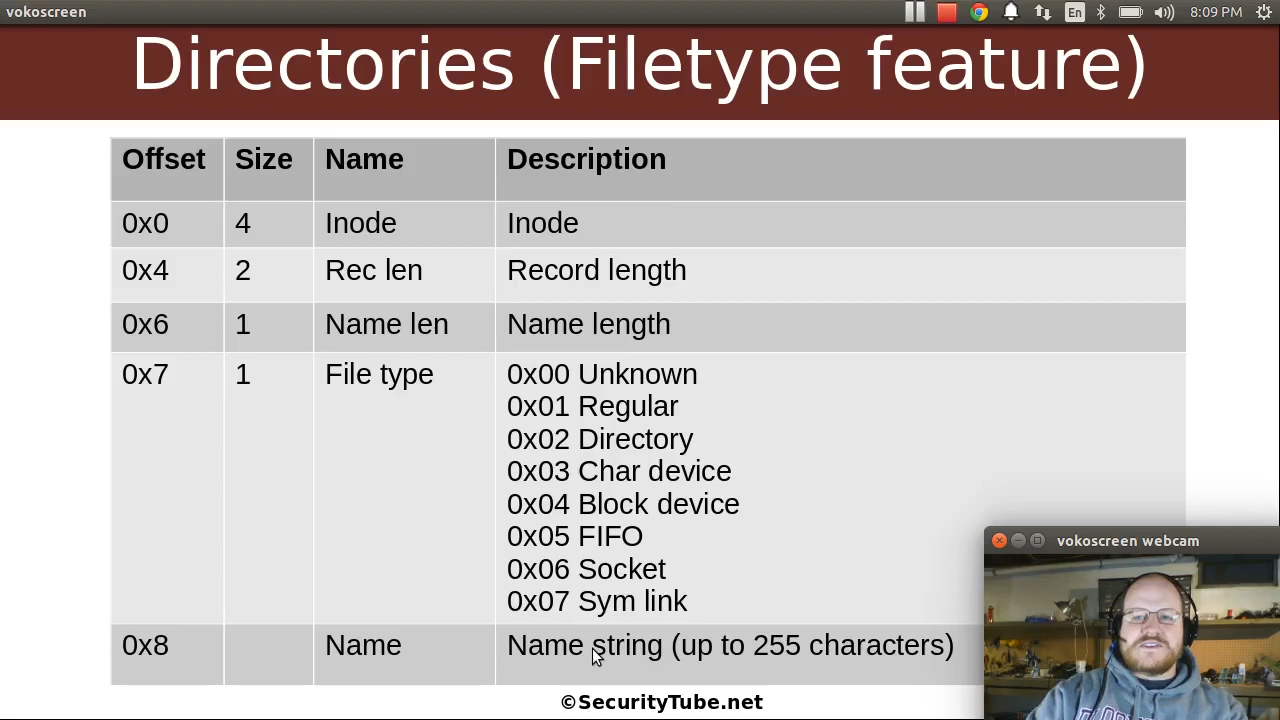 vokoscreen
En
8:09 PM
Directories (Filetype feature)
Offset Size Name Description
0x0 4 Inode Inode
0x4 2 Rec len Record length
0x6 1 Name len Name length
0x7 1 File type 0x00 Unknown
0x01 Regular
0x02 Directory
0x03 Char device
0x04 Block device
0x05 FIFO
0x06 Socket
0x07 Sym link
0x8 Name Name string (up to 255 characters)
vokoscreen webcam
©SecurityTube.net